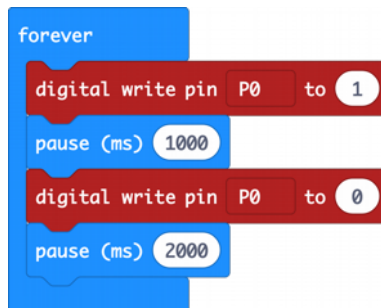 forever
digital write pin P0 to 1
pause (ms) 1000
digital write pin P0 to 0
pause (ms) 2000